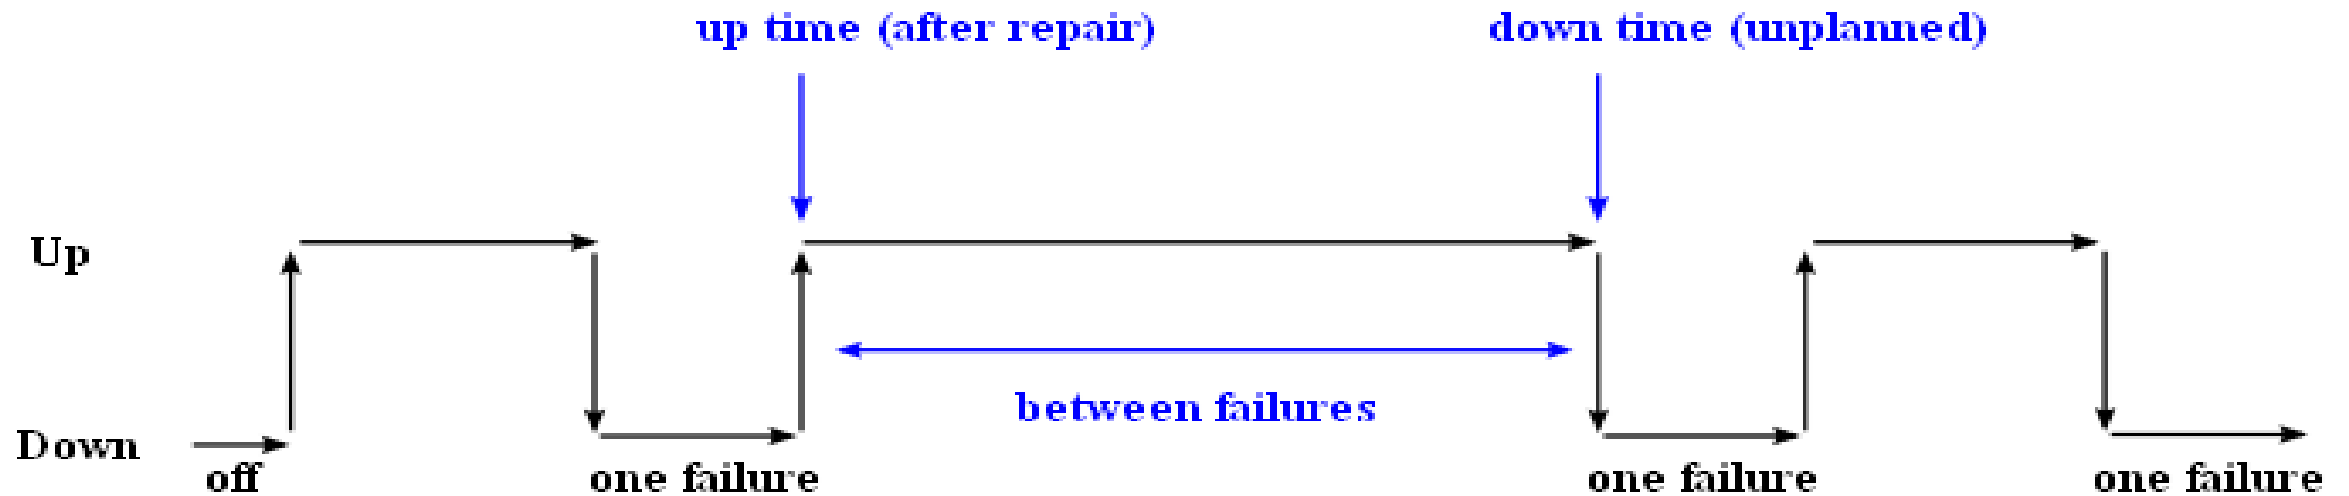 up time (after repair)
down time (unplanned)
Up
between failures
Down
off
one failure
one failure
one failure